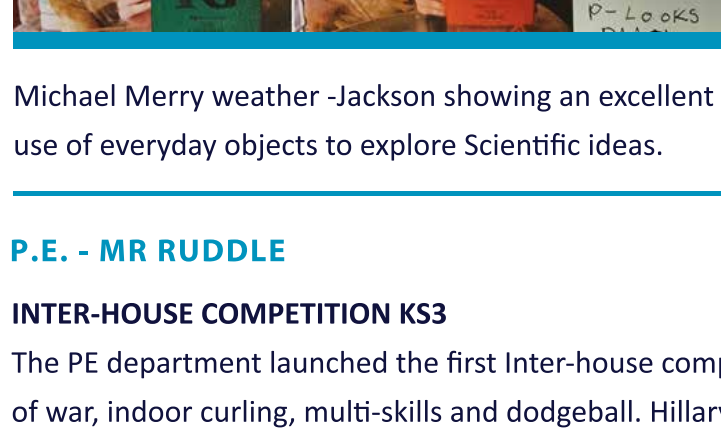 P-LooKS
Michael Merry weather -Jackson showing an excellent
use of everyday objects to explore Scientific ideas.
P.E. - MR RUDDLE
INTER-HOUSE COMPETITION KS3
The PE department launched the first Inter-house
of war, indoor curling, multi-skills and dodgeball.